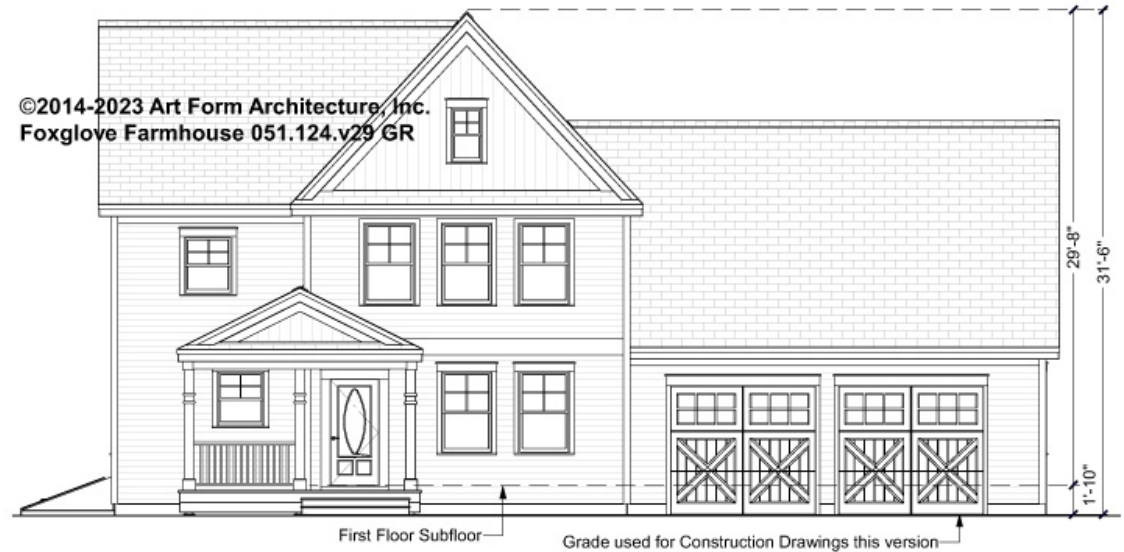 ©2014-2023 Art Form Architecture, Inc.
Foxglove Farmhouse 051.124.v29 GR
29'-8"
31'-6"
1'-10"
First Floor Subfloor
Grade used for Construction Drawings this version